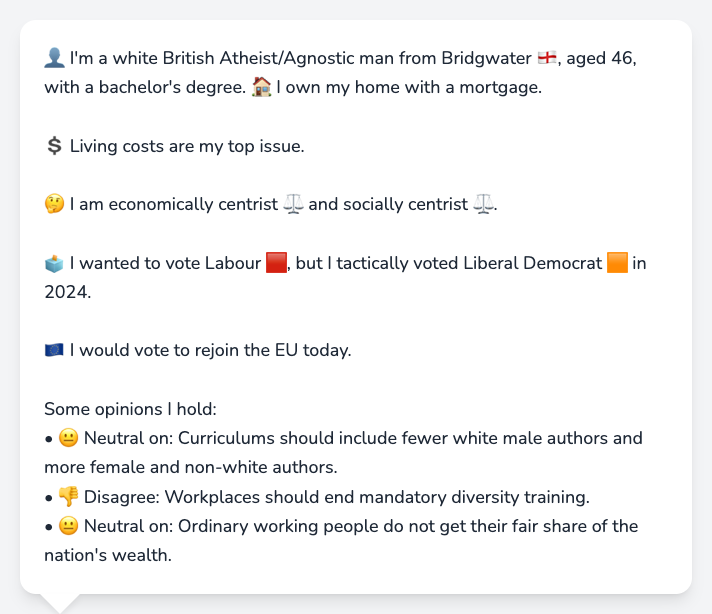 👤 I'm a white British Atheist/Agnostic man from Bridgwater 🏴󠁧󠁢󠁥󠁮󠁧󠁿, aged 46,
with a bachelor's degree. 🏠 I own my home with a mortgage.
💲 Living costs are my top issue.
🤔 I am economically centrist ⚖️ and socially centrist ⚖️.
🗳️ I wanted to vote Labour 🟥, but I tactically voted Liberal Democrat 🟧 in
2024.
🇪🇺 I would vote to rejoin the EU today.
Some opinions I hold:
• 😐 Neutral on: Curriculums should include fewer white male authors and
more female and non-white authors.
• 👎 Disagree: Workplaces should end mandatory diversity training.
• 😐 Neutral on: Ordinary working people do not get their fair share of the
nation's wealth.